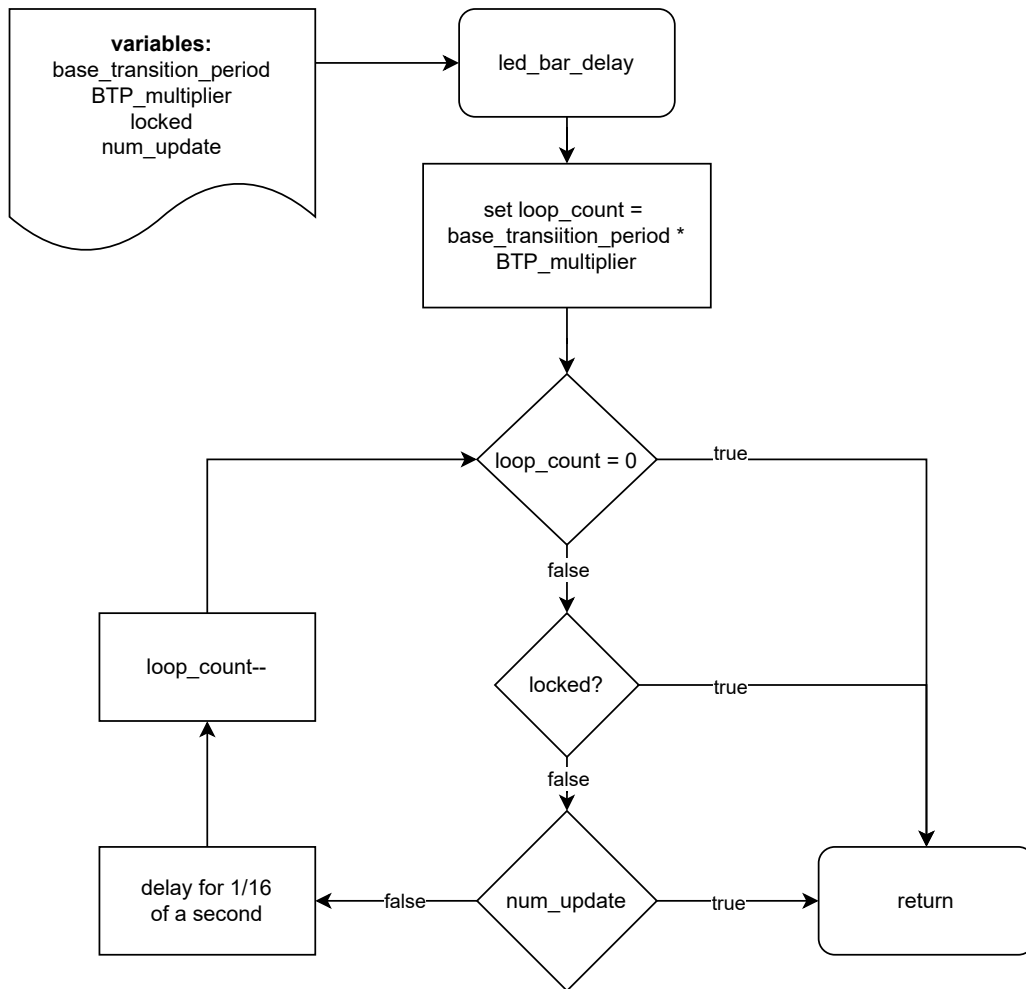 variables:
base_transition_period
BTP_multiplier
locked
num_update
led_bar_delay
set loop_count =
base_transiition_period *
BTP_multiplier
loop_count = 0
true
false
loop_count--
locked?
true
false
delay for 1/16
of a second
false
num_update
true
return